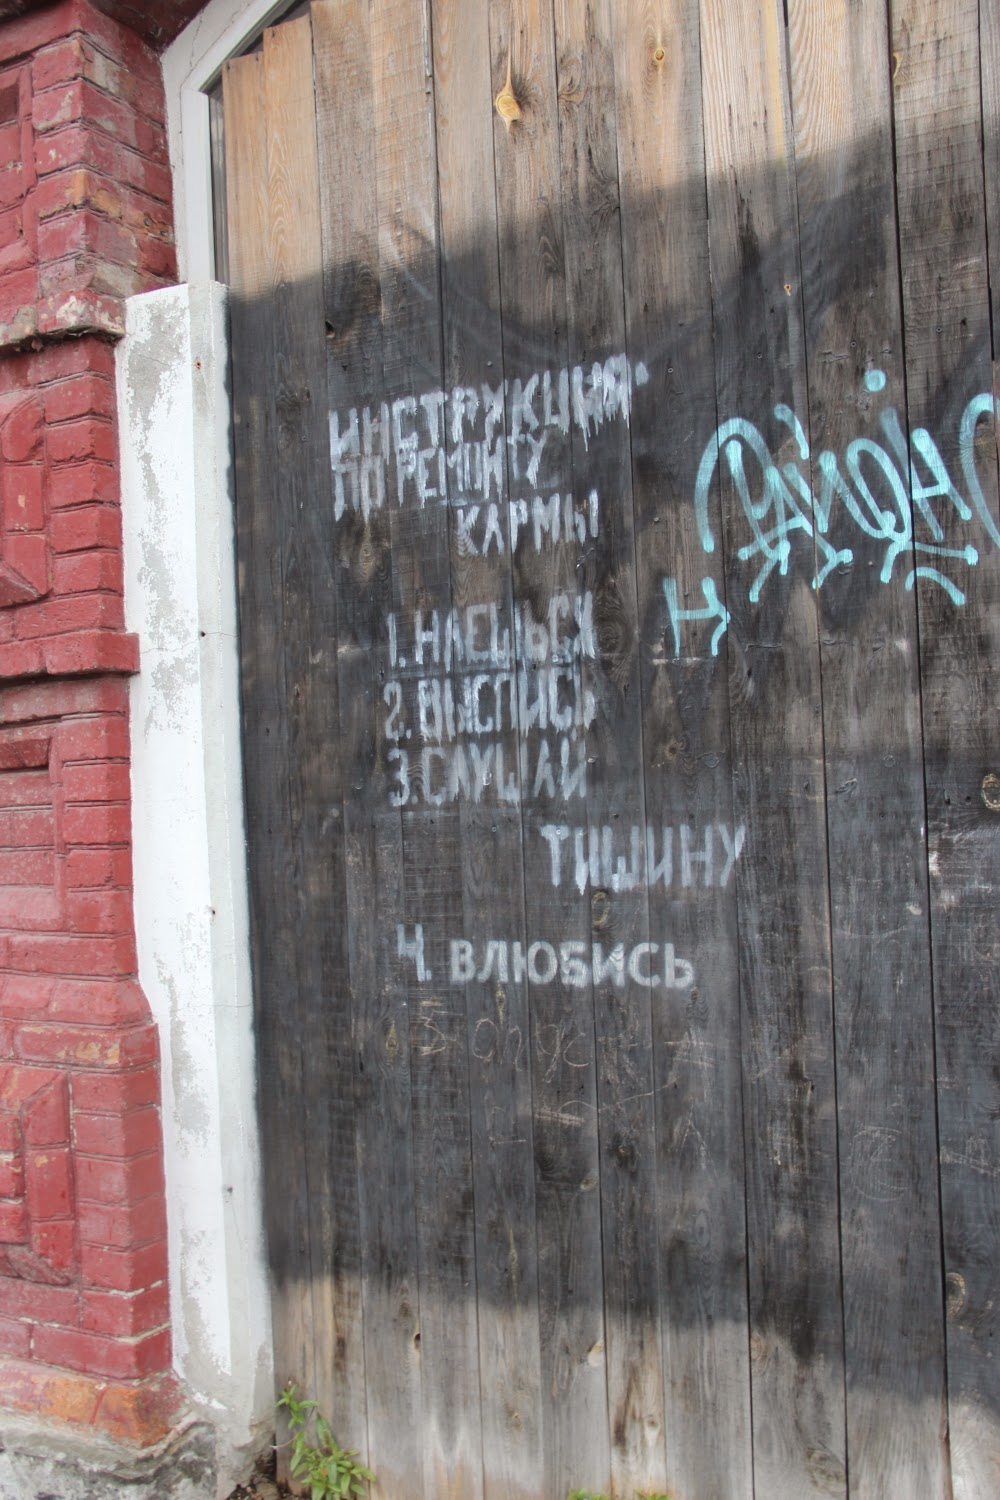 ИНСТРУКЦИЯ
ПО РЕМОНТУ
КАРМЫ
1. НАЕШЬСЯ
2. ВЫСПИСЬ
3. СЛУШАЙ
ТИШИНУ
4. ВЛЮБИСЬ